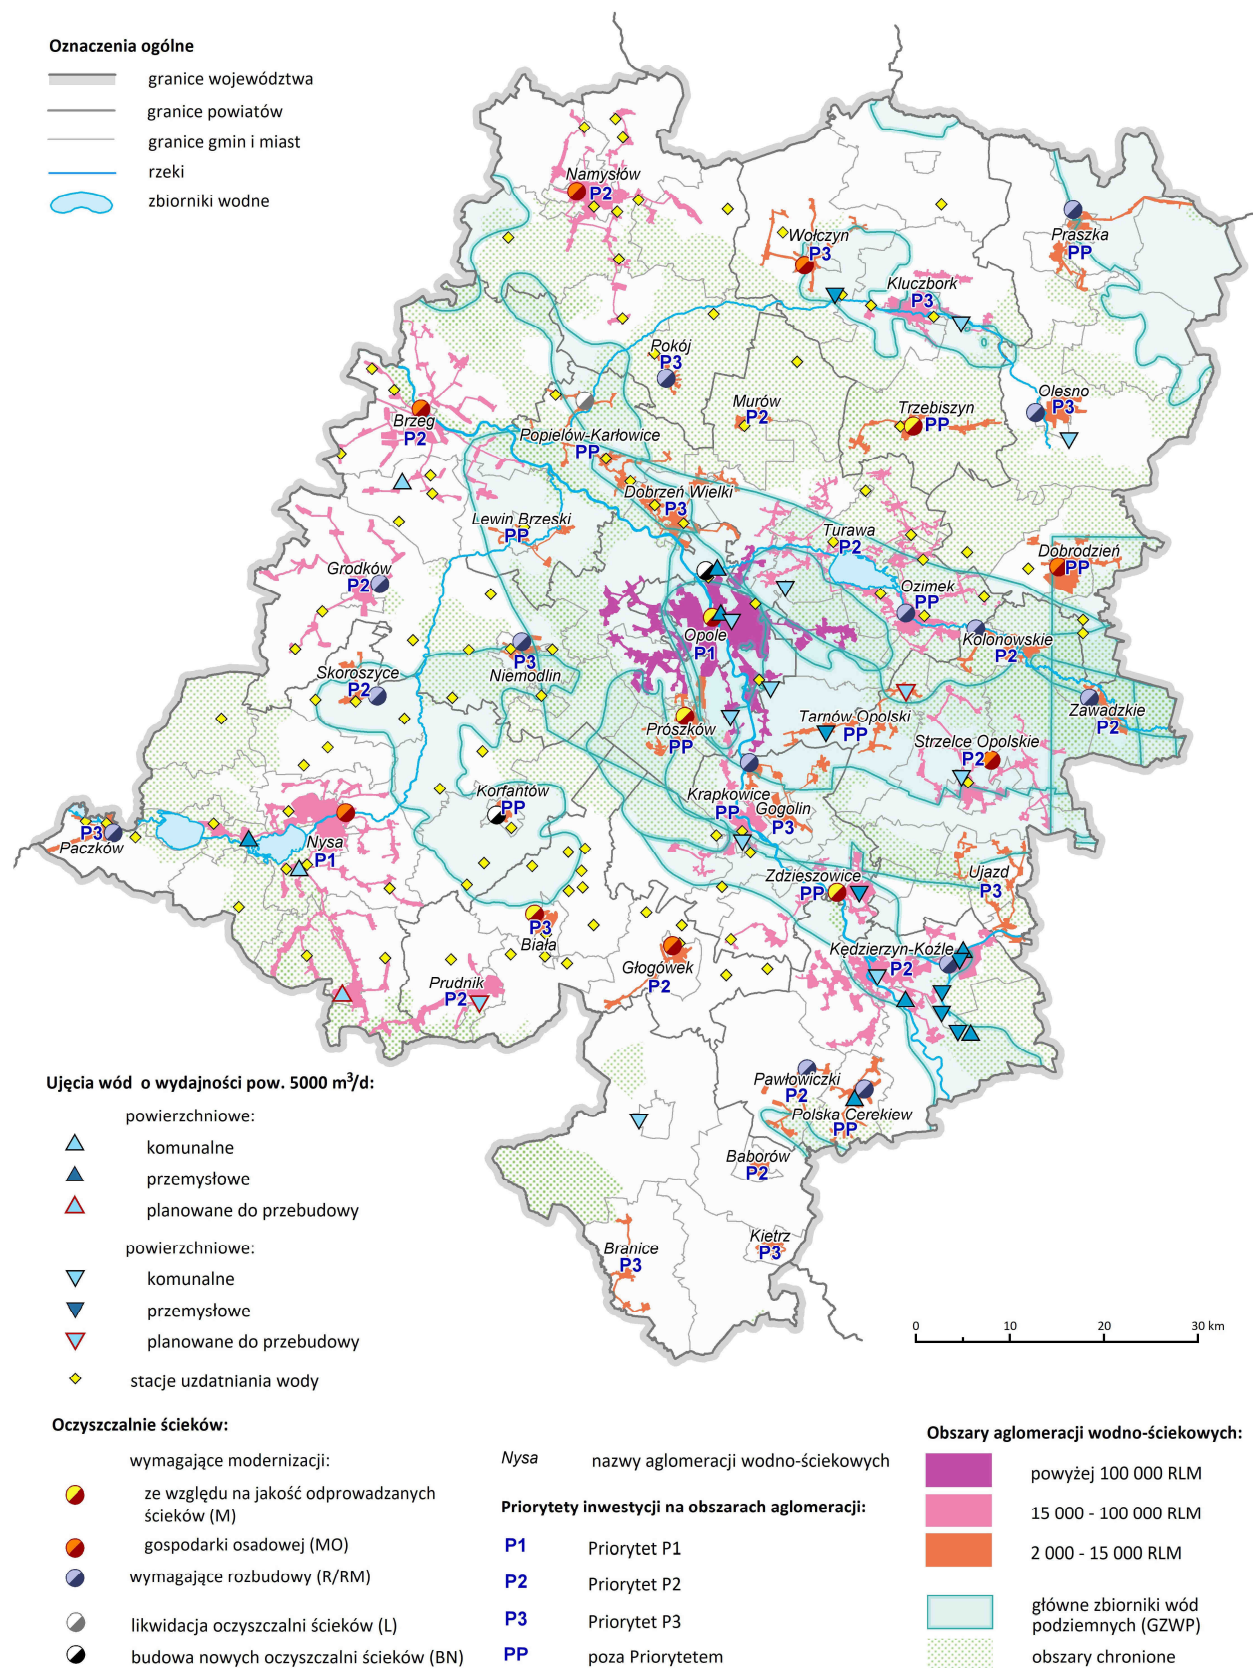 Oznaczenia ogólne
granice województwa
granice powiatów
granice gmin i miast
rzeki
zbiorniki wodne
Namysłów
P2
Wołczyn
P3
Praszka
PP
Kluczbork
P3
Pokój
P3
Murów
P2
Trzebiszyn
PP
Olesno
P3
Brzeg
P2
Popielów-Karłowice
PP
Dobrzeń Wielki
P3
Lewin Brzeski
PP
Turawa
P2
Dobrodzień
PP
Grodków
P2
Ozimek
PP
Opole
P1
Kolonowskie
P2
P3
Niemodlin
Skoroszyce
P2
Zawadzkie
P2
Prószków
PP
Tarnów Opolski
PP
Strzelce Opolskie
P2
Korfantów
PP
Krapkowice
PP
Gogolin
P3
P3
Paczków
Nysa
P1
Zdzieszowice
PP
Ujazd
P3
P3
Biała
Kędzierzyn-Koźle
P2
Głogówek
P2
Prudnik
P2
Pawłowiczki
P2
Polska Cerekiew
PP
Baborów
P2
Branice
P3
Kietrz
P3
Ujęcia wód o wydajności pow. 5000 m³/d:
powierzchniowe:
komunalne
przemysłowe
planowane do przebudowy
powierzchniowe:
komunalne
przemysłowe
planowane do przebudowy
stacje uzdatniania wody
0 10 20 30 km
Oczyszczalnie ścieków:
wymagające modernizacji:
ze względu na jakość odprowadzanych
ścieków (M)
gospodarki osadowej (MO)
wymagające rozbudowy (R/RM)
likwidacja oczyszczalni ścieków (L)
budowa nowych oczyszczalni ścieków (BN)
Nysa nazwy aglomeracji wodno-ściekowych
Priorytety inwestycji na obszarach aglomeracji:
P1 Priorytet P1
P2 Priorytet P2
P3 Priorytet P3
PP poza Priorytetem
Obszary aglomeracji wodno-ściekowych:
powyżej 100 000 RLM
15 000 - 100 000 RLM
2 000 - 15 000 RLM
główne zbiorniki wód
podziemnych (GZWP)
obszary chronione